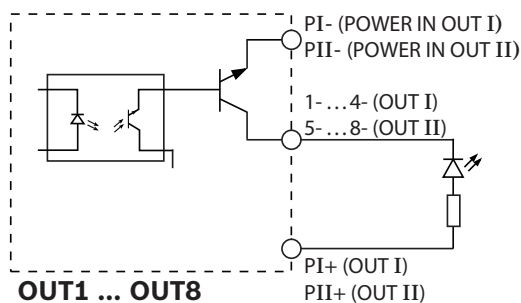 PI- (POWER IN OUT I)
PII- (POWER IN OUT II)
1- ...4- (OUT I)
5- ...8- (OUT II)
PI+ (OUT I)
PII+ (OUT II)
OUT1 ... OUT8